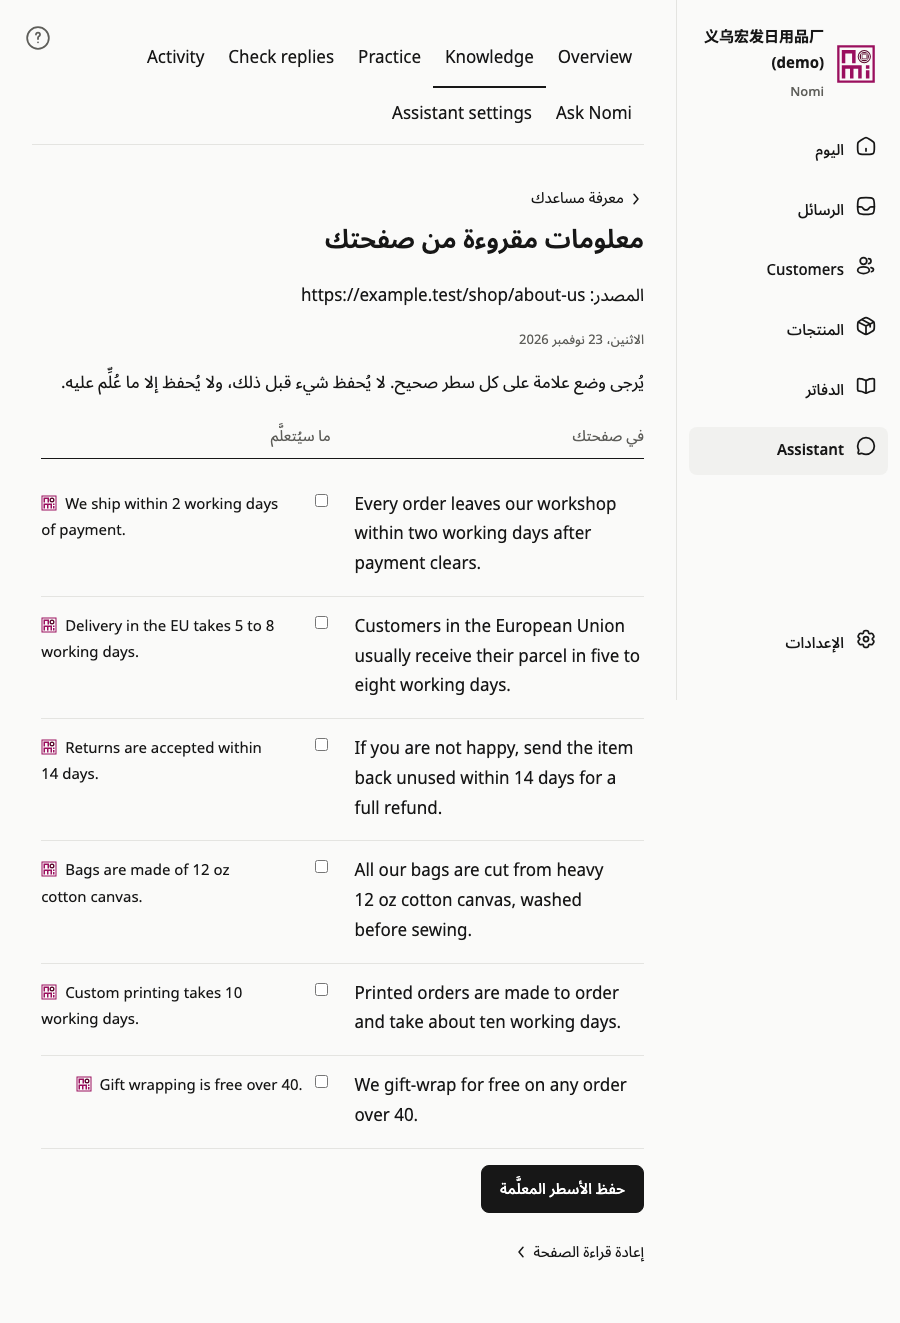 义乌宏发日用品厂
(demo)
Nomi
اليوم
الرسائل
Customers
المنتجات
الدفاتر
Assistant
الإعدادات
Overview
Knowledge
Practice
Check replies
Activity
Ask Nomi
Assistant settings
معرفة مساعدك
معلومات مقروءة من صفحتك
المصدر: https://example.test/shop/about-us
الاثنين، 23 نوفمبر 2026
يُرجى وضع علامة على كل سطر صحيح. لا يُحفظ شيء قبل ذلك، ولا يُحفظ إلا ما عُلِّم عليه.
في صفحتك
ما سيُتعلَّم
Every order leaves our workshop
within two working days after
payment clears.
We ship within 2 working days
of payment.
Customers in the European Union
usually receive their parcel in five to
eight working days.
Delivery in the EU takes 5 to 8
working days.
If you are not happy, send the item
back unused within 14 days for a
full refund.
Returns are accepted within
14 days.
All our bags are cut from heavy
12 oz cotton canvas, washed
before sewing.
Bags are made of 12 oz
cotton canvas.
Printed orders are made to order
and take about ten working days.
Custom printing takes 10
working days.
We gift-wrap for free on any order
over 40.
Gift wrapping is free over 40.
حفظ الأسطر المعلَّمة
إعادة قراءة الصفحة